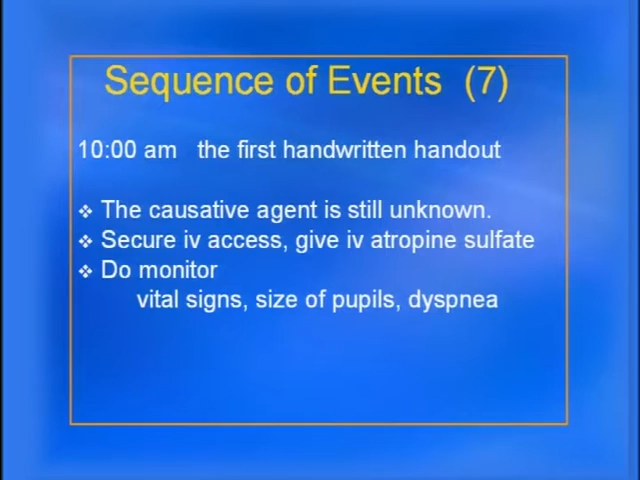 Sequence of Events (7)
10:00 am the first handwritten handout
❖ The causative agent is still unknown.
❖ Secure iv access, give iv atropine sulfate
❖ Do monitor
vital signs, size of pupils, dyspnea